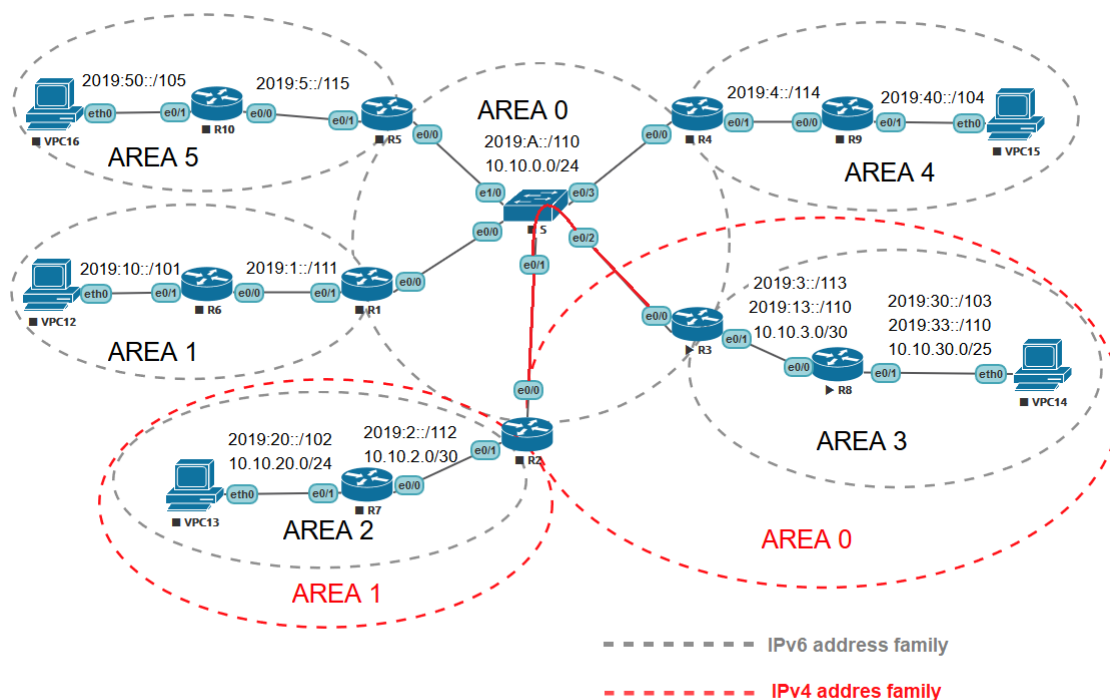 2019:50::/105
2019:5::/115
eth0
e0/1
e0/0
e0/1
e0/0
R10
R5
VPC16
AREA 5
AREA 0
2019:A::/110
10.10.0.0/24
e1/0
e0/3
e0/0
e0/1
e0/2
S
2019:4::/114
2019:40::/104
e0/0
e0/1
e0/0
e0/1
eth0
R4
R9
VPC15
AREA 4
2019:10::/101
2019:1::/111
eth0
e0/1
e0/0
e0/1
e0/0
VPC12
R6
R1
AREA 1
2019:3::/113
2019:13::/110
10.10.3.0/30
2019:30::/103
2019:33::/110
10.10.30.0/25
e0/0
e0/1
e0/0
e0/1
eth0
R3
R8
VPC14
AREA 3
2019:20::/102
10.10.20.0/24
2019:2::/112
10.10.2.0/30
e0/0
e0/1
eth0
e0/1
e0/0
R2
VPC13
R7
AREA 2
AREA 1
AREA 0
IPv6 address family
IPv4 addres family